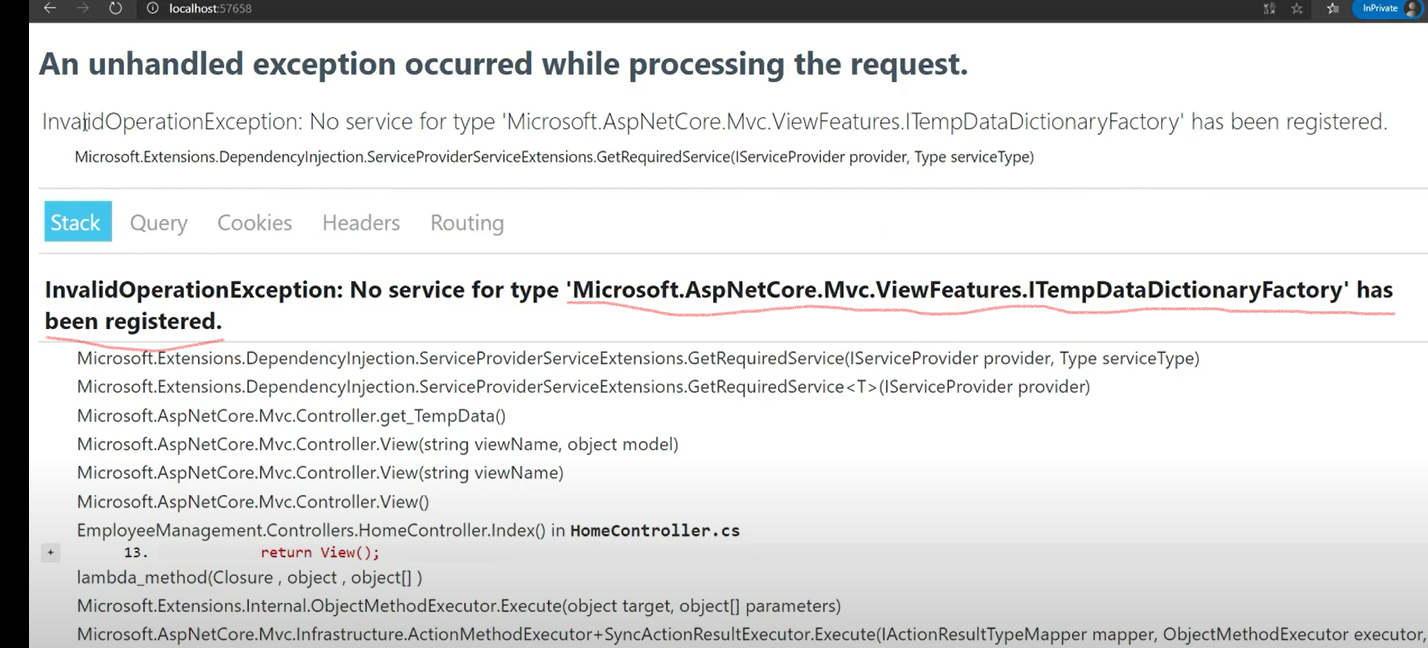 localhost:57658
InPrivate
An unhandled exception occurred while processing the request.
InvalidOperationException: No service for type 'Microsoft.AspNetCore.Mvc.ViewFeatures.ITempDataDictionaryFactory' has been registered.
Microsoft.Extensions.DependencyInjection.ServiceProviderServiceExtensions.GetRequiredService(IServiceProvider provider, Type serviceType)
Stack Query Cookies Headers Routing
InvalidOperationException: No service for type 'Microsoft.AspNetCore.Mvc.ViewFeatures.ITempDataDictionaryFactory' has
been registered.
Microsoft.Extensions.DependencyInjection.ServiceProviderServiceExtensions.GetRequiredService(IServiceProvider provider, Type serviceType)
Microsoft.Extensions.DependencyInjection.ServiceProviderServiceExtensions.GetRequiredService<T>(IServiceProvider provider)
Microsoft.AspNetCore.Mvc.Controller.get_TempData()
Microsoft.AspNetCore.Mvc.Controller.View(string viewName, object model)
Microsoft.AspNetCore.Mvc.Controller.View(string viewName)
Microsoft.AspNetCore.Mvc.Controller.View()
EmployeeManagement.Controllers.HomeController.Index() in HomeController.cs
+ 13. return View();
lambda_method(Closure , object , object[] )
Microsoft.Extensions.Internal.ObjectMethodExecutor.Execute(object target, object[] parameters)
Microsoft.AspNetCore.Mvc.Infrastructure.ActionMethodExecutor+SyncActionResultExecutor.Execute(IActionResultTypeMapper mapper, ObjectMethodExecutor executor,